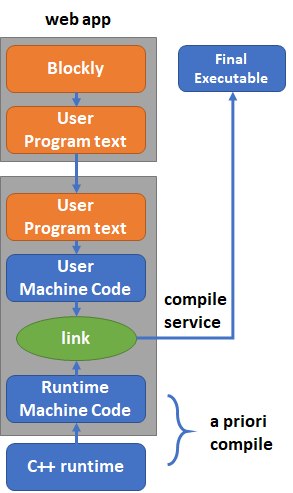 web app
Blockly
User
Program text
Final
Executable
User
Program text
User
Machine Code
link
compile
service
Runtime
Machine Code
a priori
compile
C++ runtime